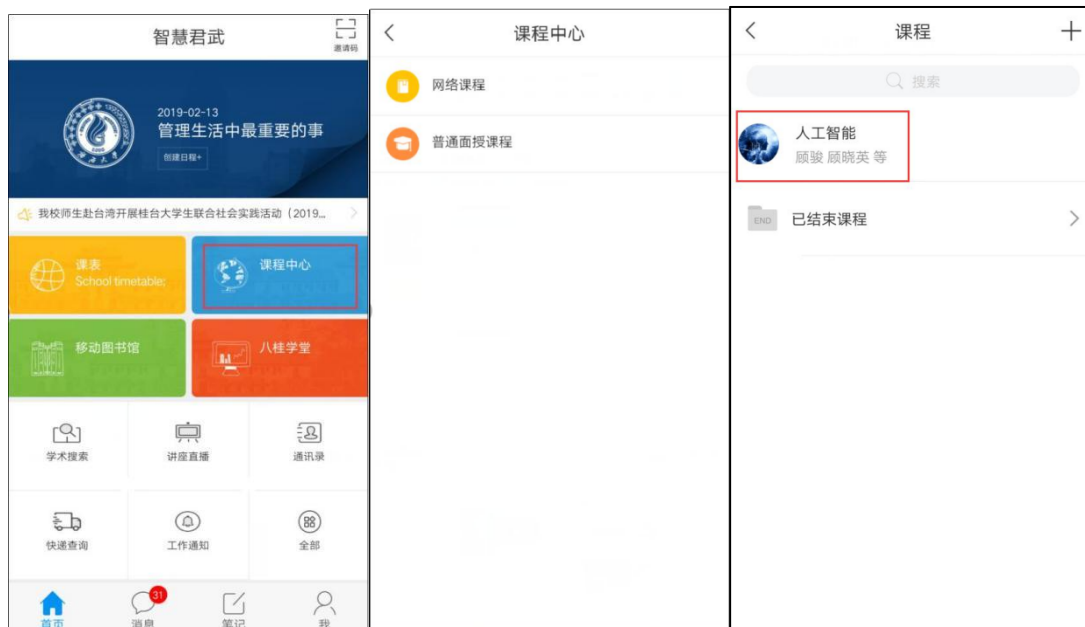 智慧君武
邀请码
2019-02-13
管理生活中最重要的事
创建日程+
我校师生赴台湾开展桂台大学生联合社会实践活动（2019...
课表
School timetable;
课程中心
移动图书馆
八桂学堂
学术搜索
讲座直播
通讯录
快递查询
工作通知
全部
31
首页
消息
笔记
我
课程中心
网络课程
普通面授课程
课程
搜索
人工智能
顾骏 顾晓英 等
END
已结束课程